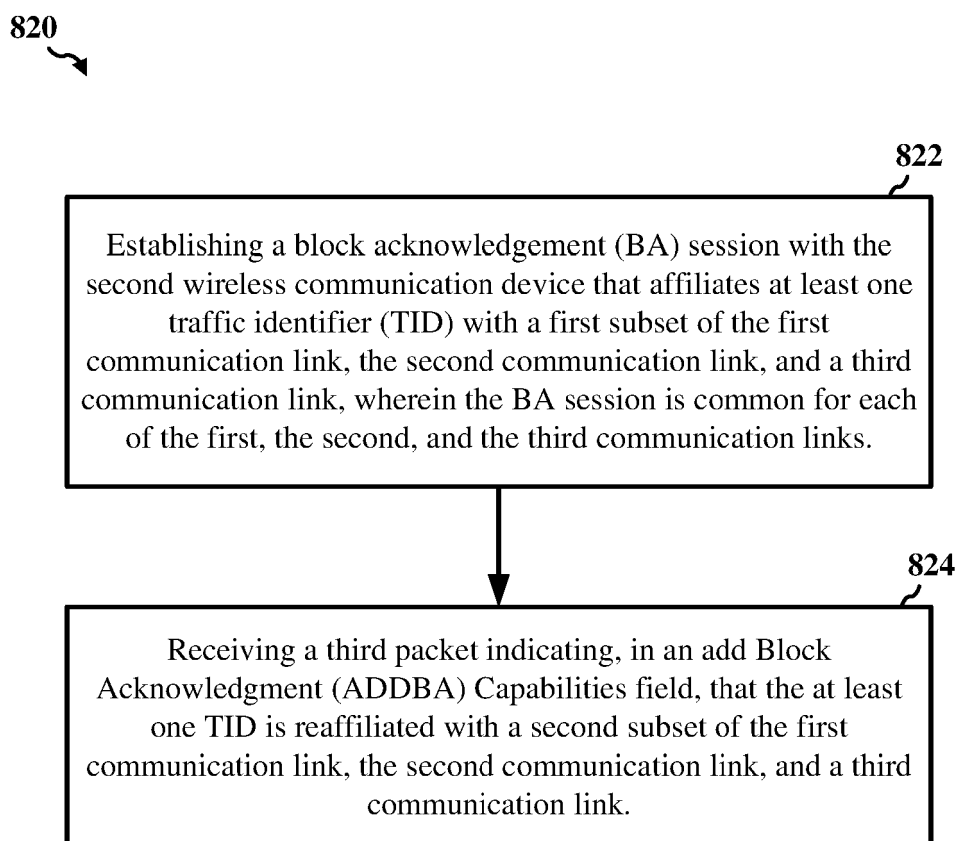 820
822
Establishing a block acknowledgement (BA) session with the
second wireless communication device that affiliates at least one
traffic identifier (TID) with a first subset of the first
communication link, the second communication link, and a third
communication link, wherein the BA session is common for each
of the first, the second, and the third communication links.
824
Receiving a third packet indicating, in an add Block
Acknowledgment (ADDBA) Capabilities field, that the at least
one TID is reaffiliated with a second subset of the first
communication link, the second communication link, and a third
communication link.